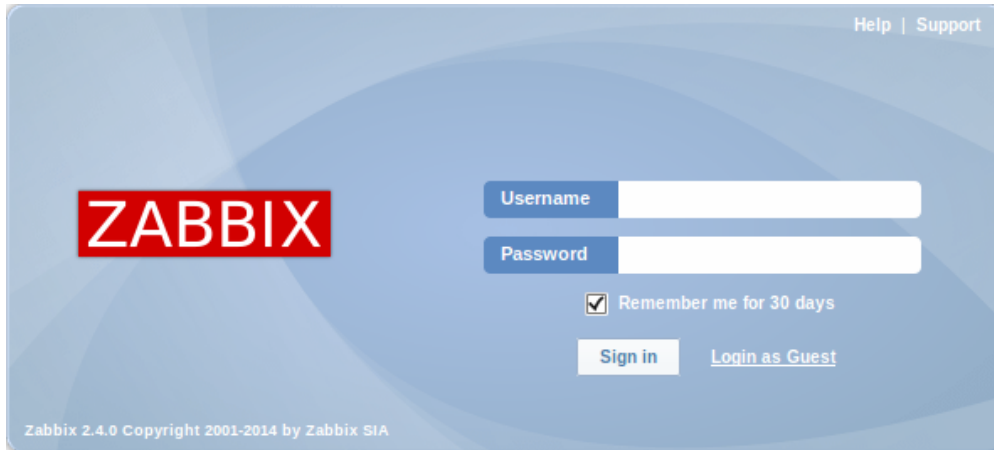 Help | Support
ZABBIX
Username
Password
Remember me for 30 days
Sign in Login as Guest
Zabbix 2.4.0 Copyright 2001-2014 by Zabbix SIA